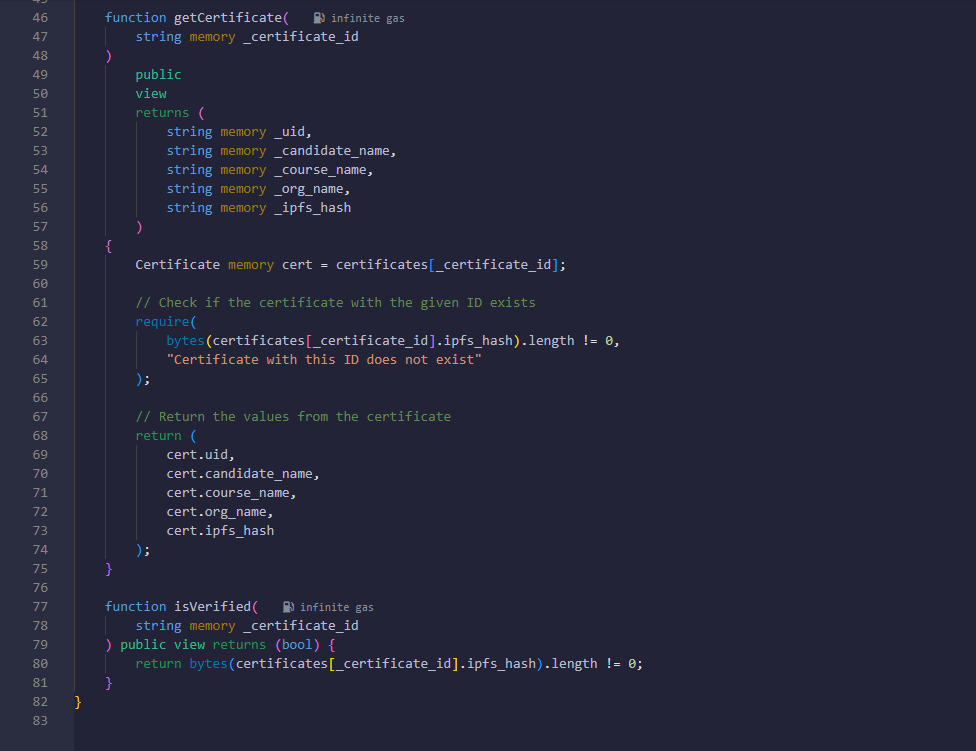 45
46 function getCertificate( infinite gas
47 string memory _certificate_id
48 )
49 public
50 view
51 returns (
52 string memory _uid,
53 string memory _candidate_name,
54 string memory _course_name,
55 string memory _org_name,
56 string memory _ipfs_hash
57 )
58 {
59 Certificate memory cert = certificates[_certificate_id];
60
61 // Check if the certificate with the given ID exists
62 require(
63 bytes(certificates[_certificate_id].ipfs_hash).length != 0,
64 "Certificate with this ID does not exist"
65 );
66
67 // Return the values from the certificate
68 return (
69 cert.uid,
70 cert.candidate_name,
71 cert.course_name,
72 cert.org_name,
73 cert.ipfs_hash
74 );
75 }
76
77 function isVerified( infinite gas
78 string memory _certificate_id
79 ) public view returns (bool) {
80 return bytes(certificates[_certificate_id].ipfs_hash).length != 0;
81 }
82 }
83